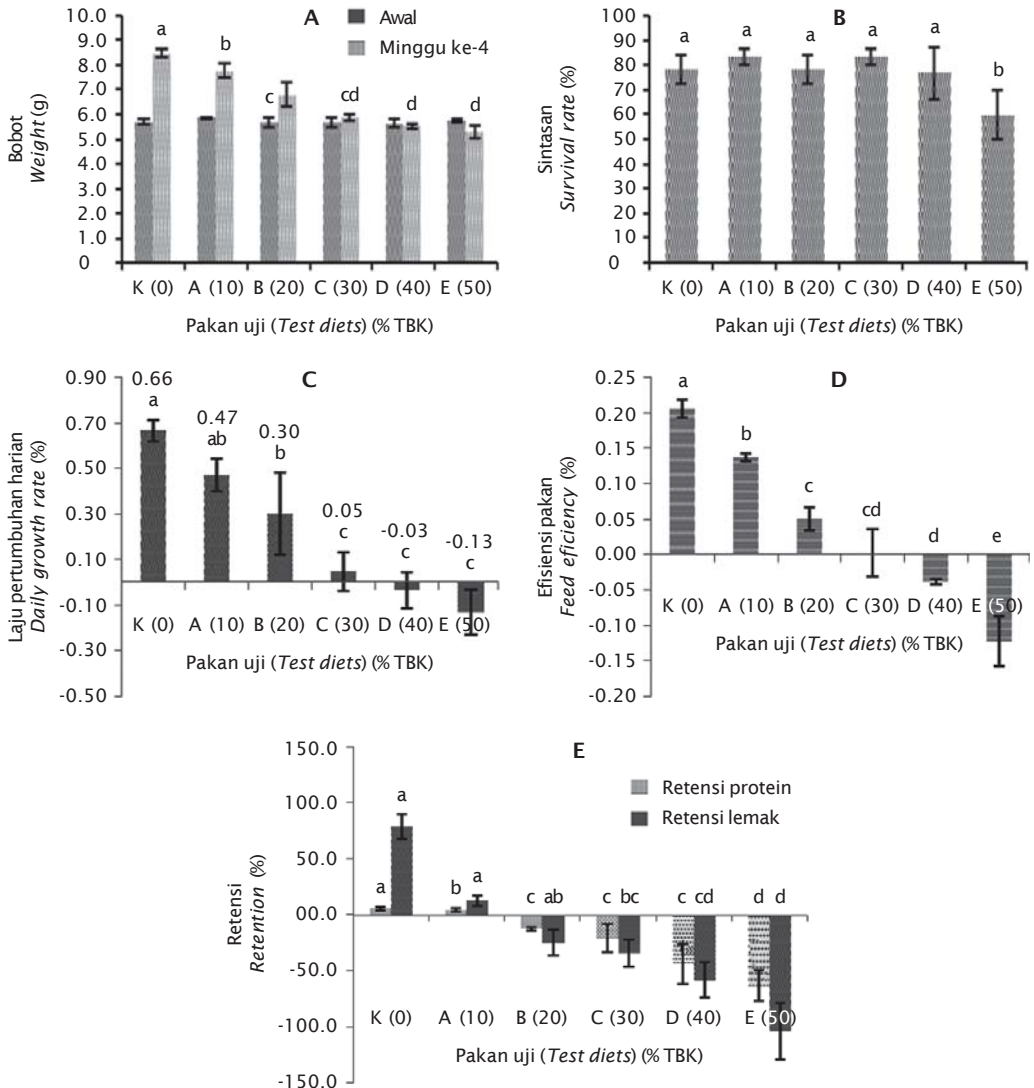 A
Awal
Minggu ke-4
Bobot
Weight (g)
10.0
9.0
8.0
7.0
6.0
5.0
4.0
3.0
2.0
1.0
0
a
b
c
cd
d
d
K (0) A (10) B (20) C (30) D (40) E (50)
Pakan uji (Test diets) (% TBK)
B
Sintasan
Survival rate (%)
100
90
80
70
60
50
40
30
20
10
0
a a a a a b
K (0) A (10) B (20) C (30) D (40) E (50)
Pakan uji (Test diets) (% TBK)
C
Laju pertumbuhan harian
Daily growth rate (%)
0.90
0.70
0.50
0.30
0.10
-0.10
-0.30
-0.50
0.66
a
0.47
ab
0.30
b
0.05
c
-0.03
c
-0.13
c
K (0) A (10) B (20) C (30) D (40) E (50)
Pakan uji (Test diets) (% TBK)
D
Efisiensi pakan
Feed eficiency (%)
0.25
0.20
0.15
0.10
0.05
0.00
-0.05
-0.10
-0.15
-0.20
a
b
c
cd
d
e
K (0) A (10) B (20) C (30) D (40) E (50)
Pakan uji (Test diets) (% TBK)
E
Retensi protein
Retensi lemak
Retensi
Retention (%)
150.0
100.0
50.0
00.0
-50.0
-100.0
-150.0
a a
b a
c ab
c bc
c cd
d d
K (0) A (10) B (20) C (30) D (40) E (50)
Pakan uji (Test diets) (% TBK)